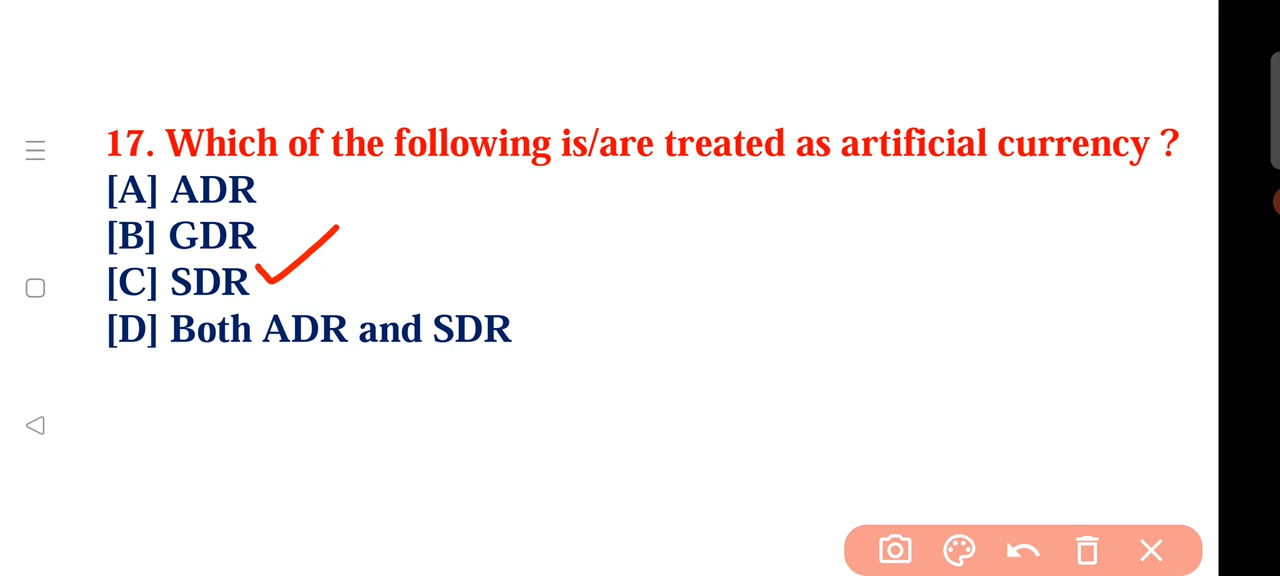 17. Which of the following is/are treated as artificial currency ?
[A] ADR
[B] GDR
[C] SDR
[D] Both ADR and SDR